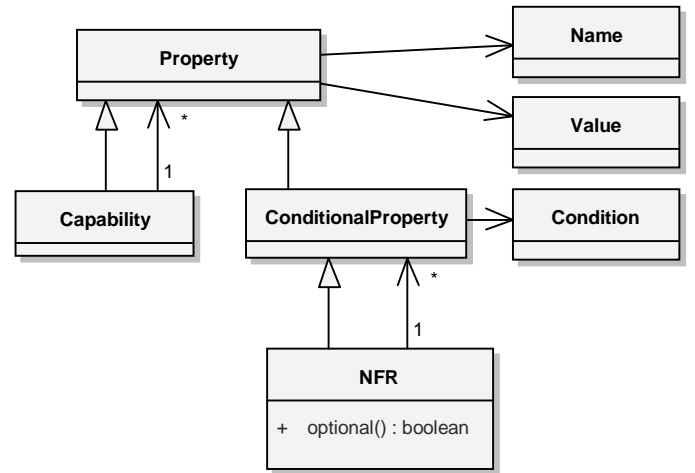 Property
Name
Value
*
1
Capability
ConditionalProperty
Condition
*
1
NFR
+ optional() : boolean